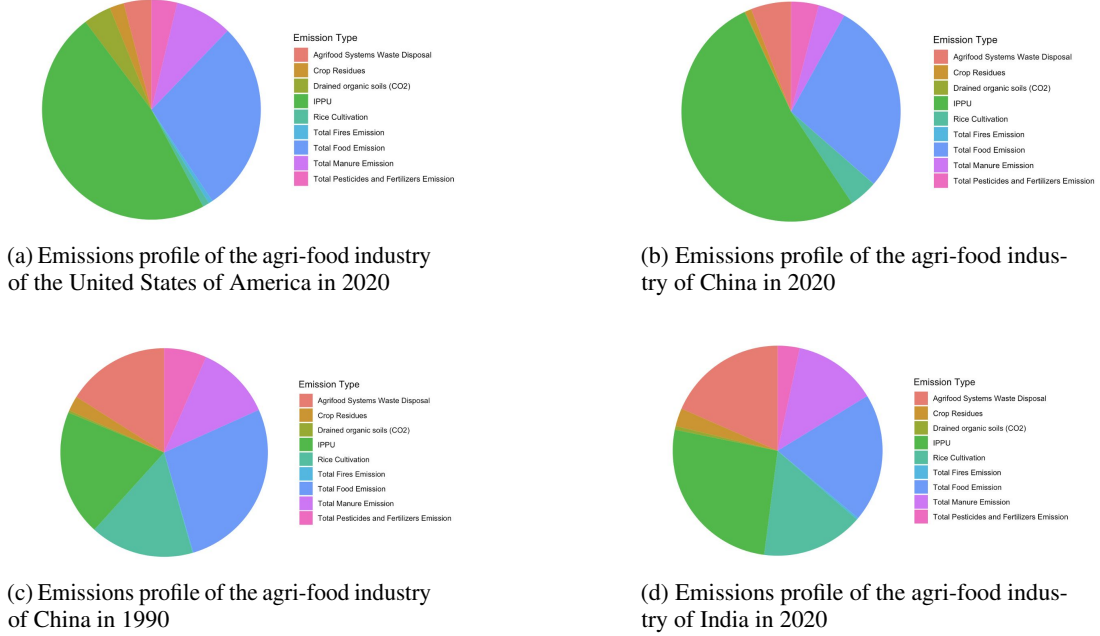 Emission Type
Agrifood Systems Waste Disposal
Crop Residues
Drained organic soils (CO2)
IPPU
Rice Cultivation
Total Fires Emission
Total Food Emission
Total Manure Emission
Total Pesticides and Fertilizers Emission
(a) Emissions profile of the agri-food industry
of the United States of America in 2020
Emission Type
Agrifood Systems Waste Disposal
Crop Residues
Drained organic soils (CO2)
IPPU
Rice Cultivation
Total Fires Emission
Total Food Emission
Total Manure Emission
Total Pesticides and Fertilizers Emission
(b) Emissions profile of the agri-food indus-
try of China in 2020
Emission Type
Agrifood Systems Waste Disposal
Crop Residues
Drained organic soils (CO2)
IPPU
Rice Cultivation
Total Fires Emission
Total Food Emission
Total Manure Emission
Total Pesticides and Fertilizers Emission
(c) Emissions profile of the agri-food industry
of China in 1990
Emission Type
Agrifood Systems Waste Disposal
Crop Residues
Drained organic soils (CO2)
IPPU
Rice Cultivation
Total Fires Emission
Total Food Emission
Total Manure Emission
Total Pesticides and Fertilizers Emission
(d) Emissions profile of the agri-food indus-
try of India in 2020